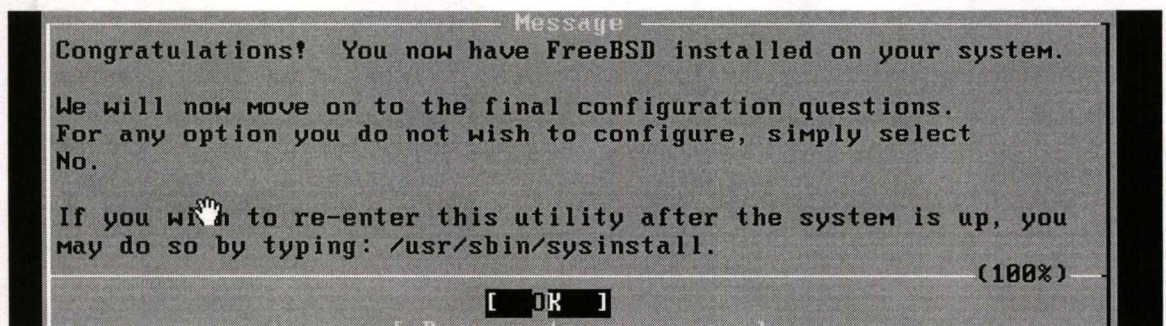 Message
Congratulations! You now have FreeBSD installed on your system.
We will now move on to the final configuration questions.
For any option you do not wish to configure, simply select
No.
If you wish to re-enter this utility after the system is up, you
may do so by typing: /usr/sbin/sysinstall.
(100%)
[ OK ]